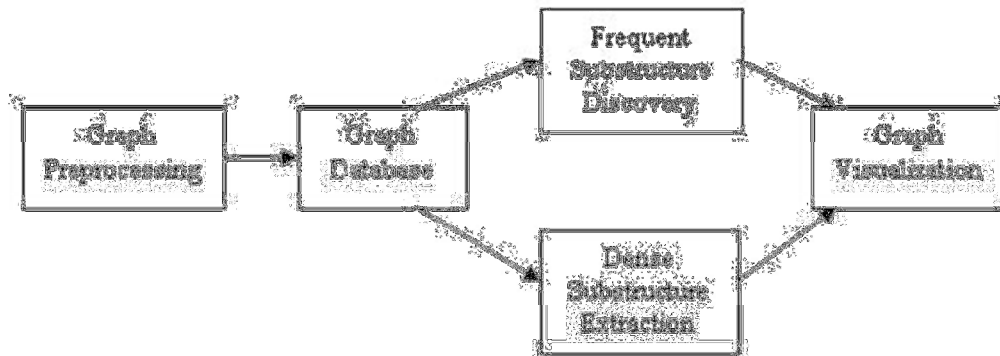 Graph
Preprocessing
Graph
Database
Frequent
Substructure
Discovery
Dense
Substructure
Extraction
Graph
Visualization